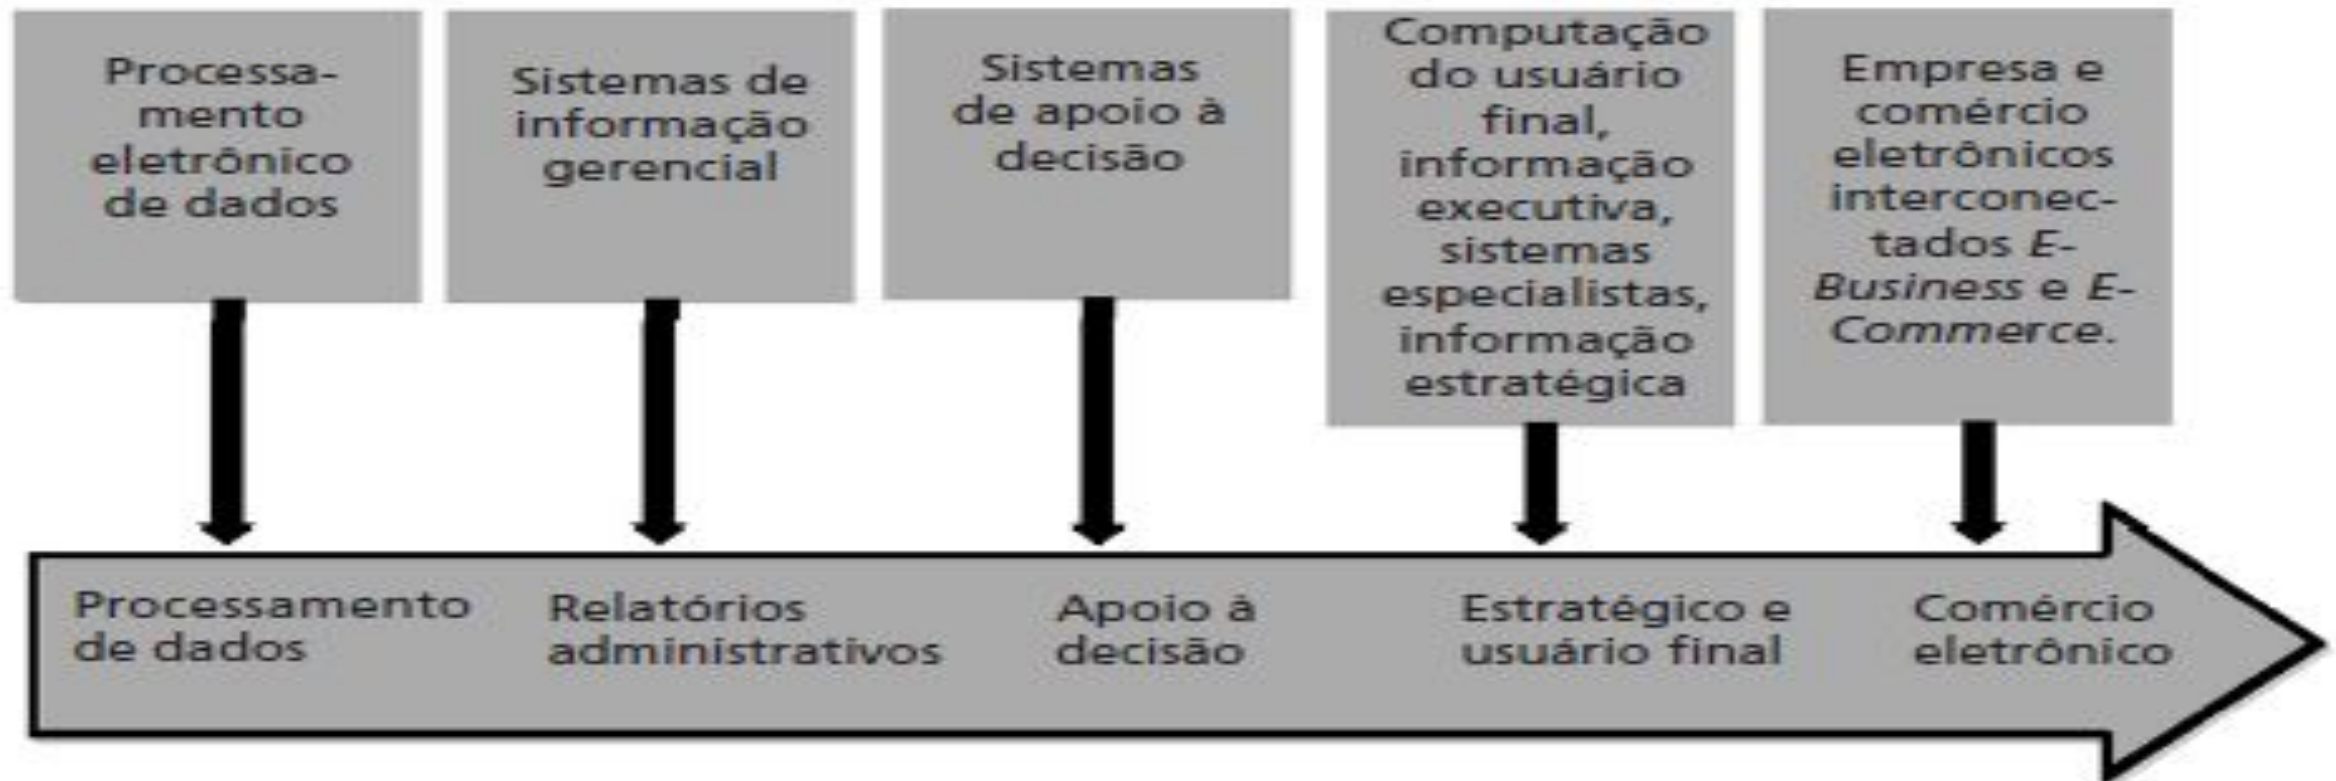 Processa-
mento
eletrônico
de dados
Sistemas de
informação
gerencial
Sistemas
de apoio à
decisão
Computação
do usuário
final,
informação
executiva,
sistemas
especialistas,
informação
estratégica
Empresa e
comércio
eletrônicos
interconec-
tados E-
Business e E-
Commerce.
Processamento
de dados
Relatórios
administrativos
Apoio à
decisão
Estratégico e
usuário final
Comércio
eletrônico